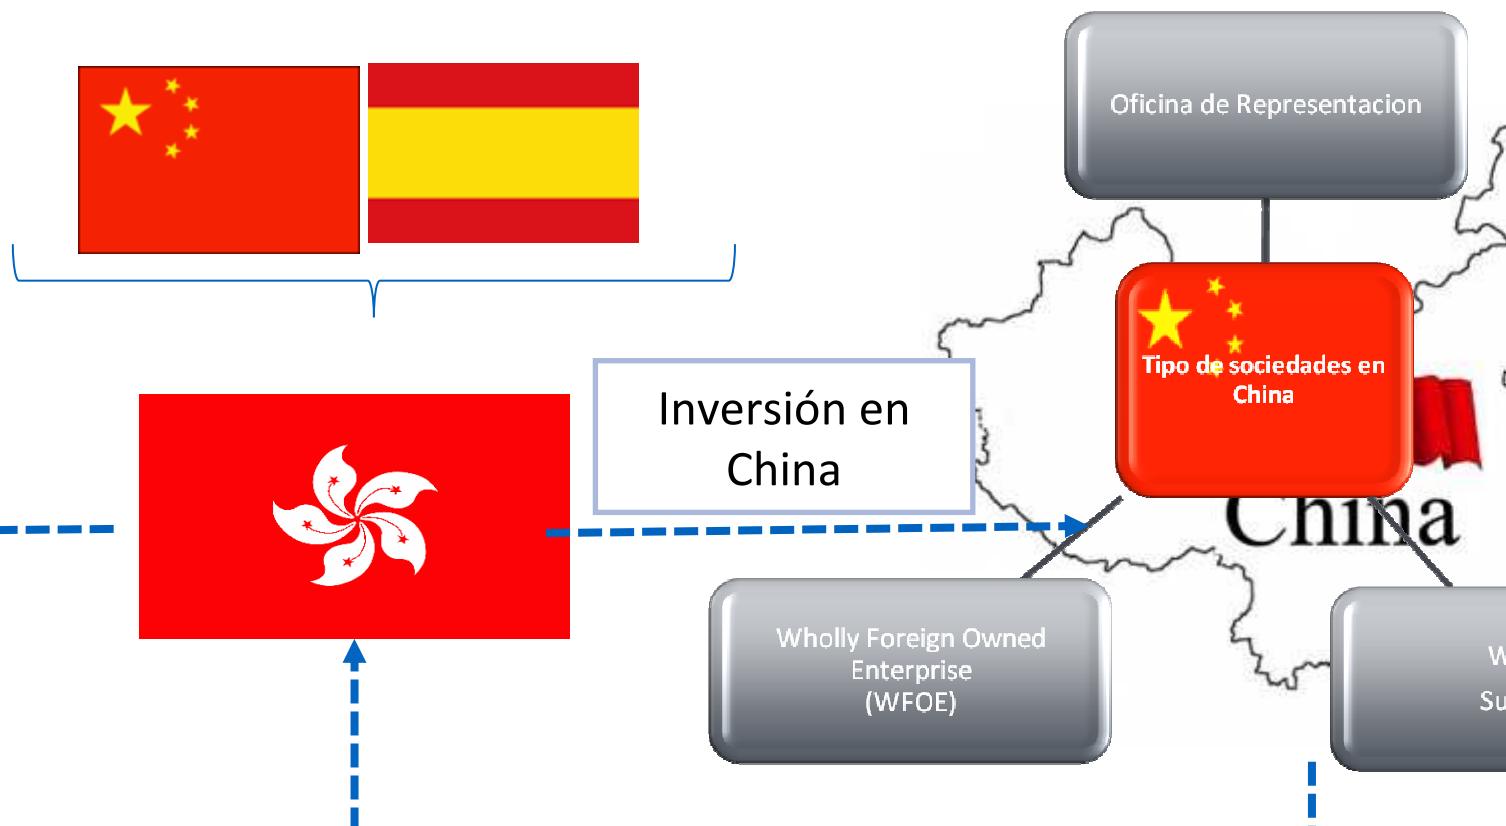 Oficina de Representacion
Tipo de sociedades en
China
Inversión en
China
China
Wholly Foreign Owned
Enterprise
(WFOE)